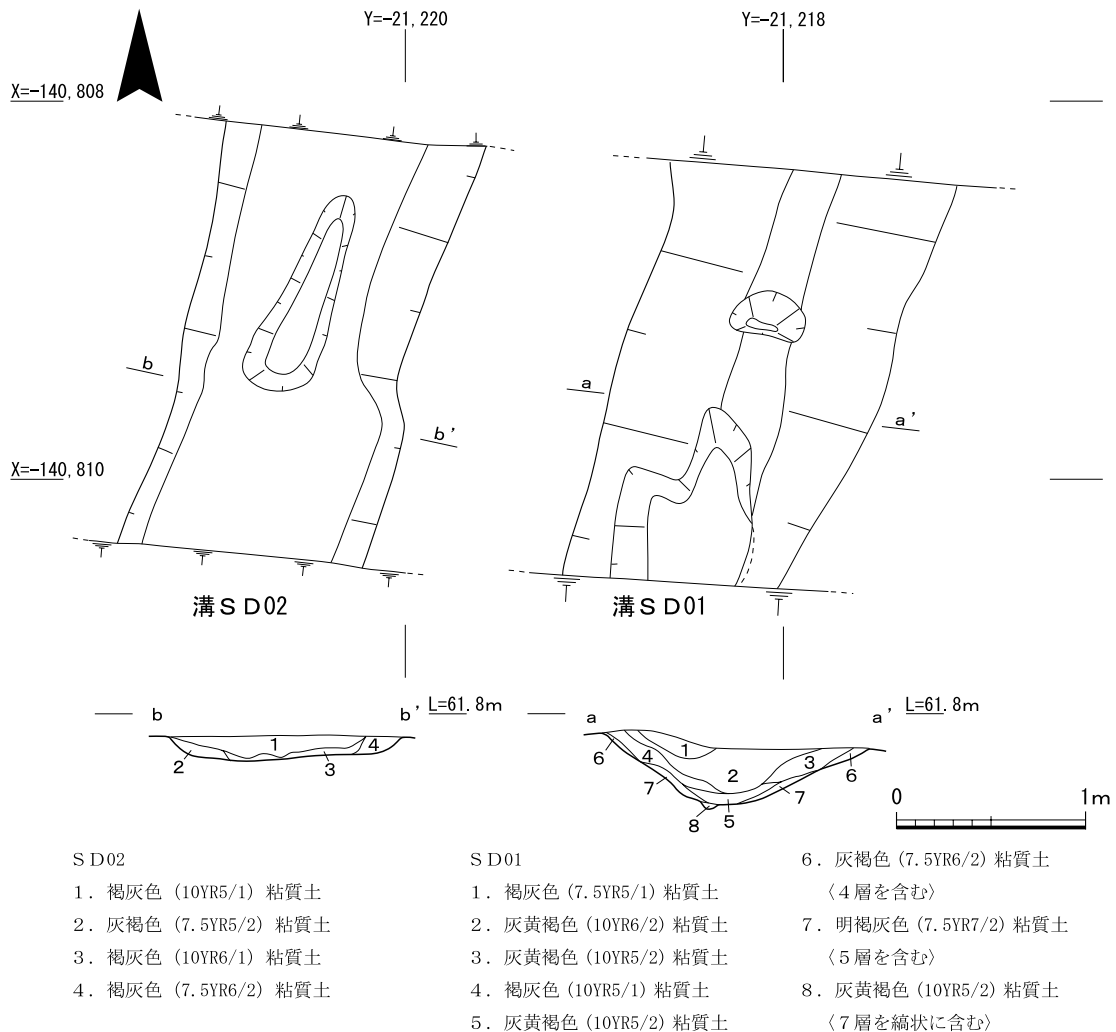 Y=-21,220
Y=-21,218
X=-140,808
b
b'
a
a'
X=-140,810
溝ＳＤ02
溝ＳＤ01
b
b'
L=61.8m
a
a'
L=61.8m
1
2
3
4
1
2
3
4
5
6
6
7
7
8
0
1m
ＳＤ02
1．褐灰色 (10YR5/1) 粘質土
2．灰褐色 (7.5YR5/2) 粘質土
3．褐灰色 (10YR6/1) 粘質土
4．褐灰色 (7.5YR6/2) 粘質土
ＳＤ01
1．褐灰色 (7.5YR5/1) 粘質土
2．灰黄褐色 (10YR6/2) 粘質土
3．灰黄褐色 (10YR5/2) 粘質土
4．褐灰色 (10YR5/1) 粘質土
5．灰黄褐色 (10YR5/2) 粘質土
6．灰褐色 (7.5YR6/2) 粘質土
〈4層を含む〉
7．明褐灰色 (7.5YR7/2) 粘質土
〈5層を含む〉
8．灰黄褐色 (10YR5/2) 粘質土
〈7層を縞状に含む〉